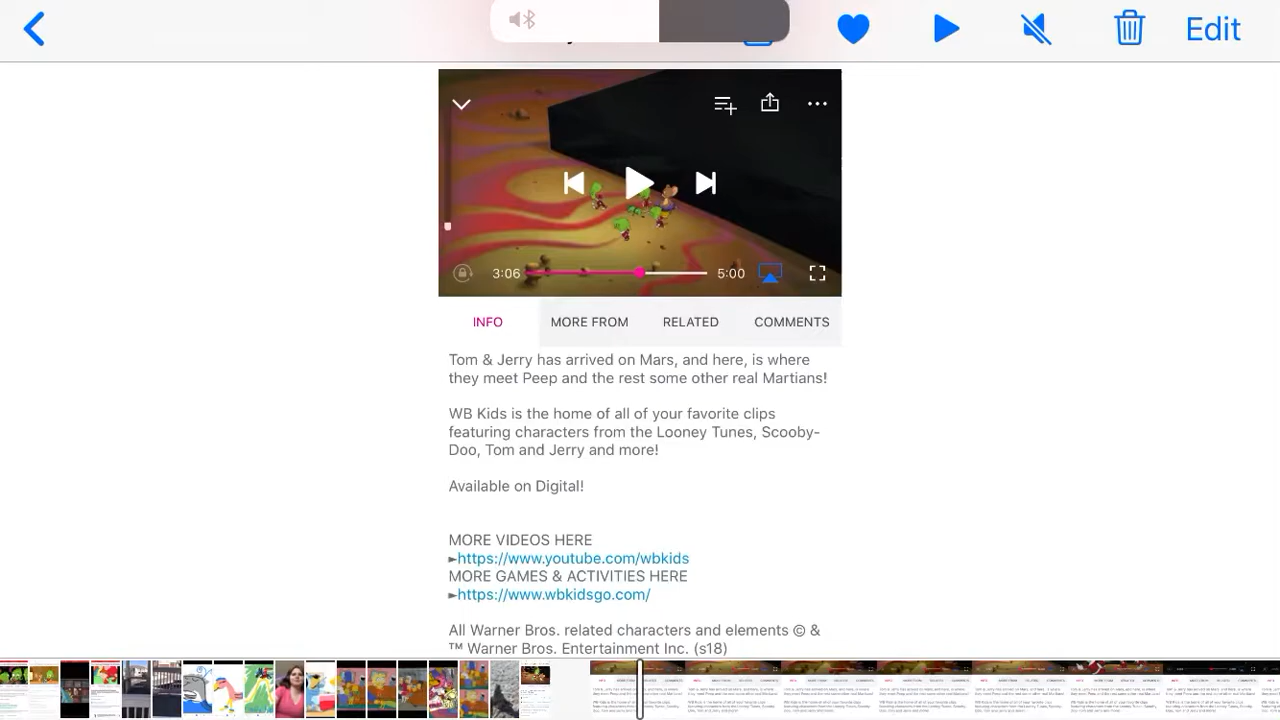 Edit
3:06
5:00
INFO
MORE FROM
RELATED
COMMENTS
Tom & Jerry has arrived on Mars, and here, is where
they meet Peep and the rest some other real Martians!
WB Kids is the home of all of your favorite clips
featuring characters from the Looney Tunes, Scooby-
Doo, Tom and Jerry and more!
Available on Digital!
MORE VIDEOS HERE
►https://www.youtube.com/wbkids
MORE GAMES & ACTIVITIES HERE
►https://www.wbkidsgo.com/
All Warner Bros. related characters and elements © &
™ Warner Bros. Entertainment Inc. (s18)